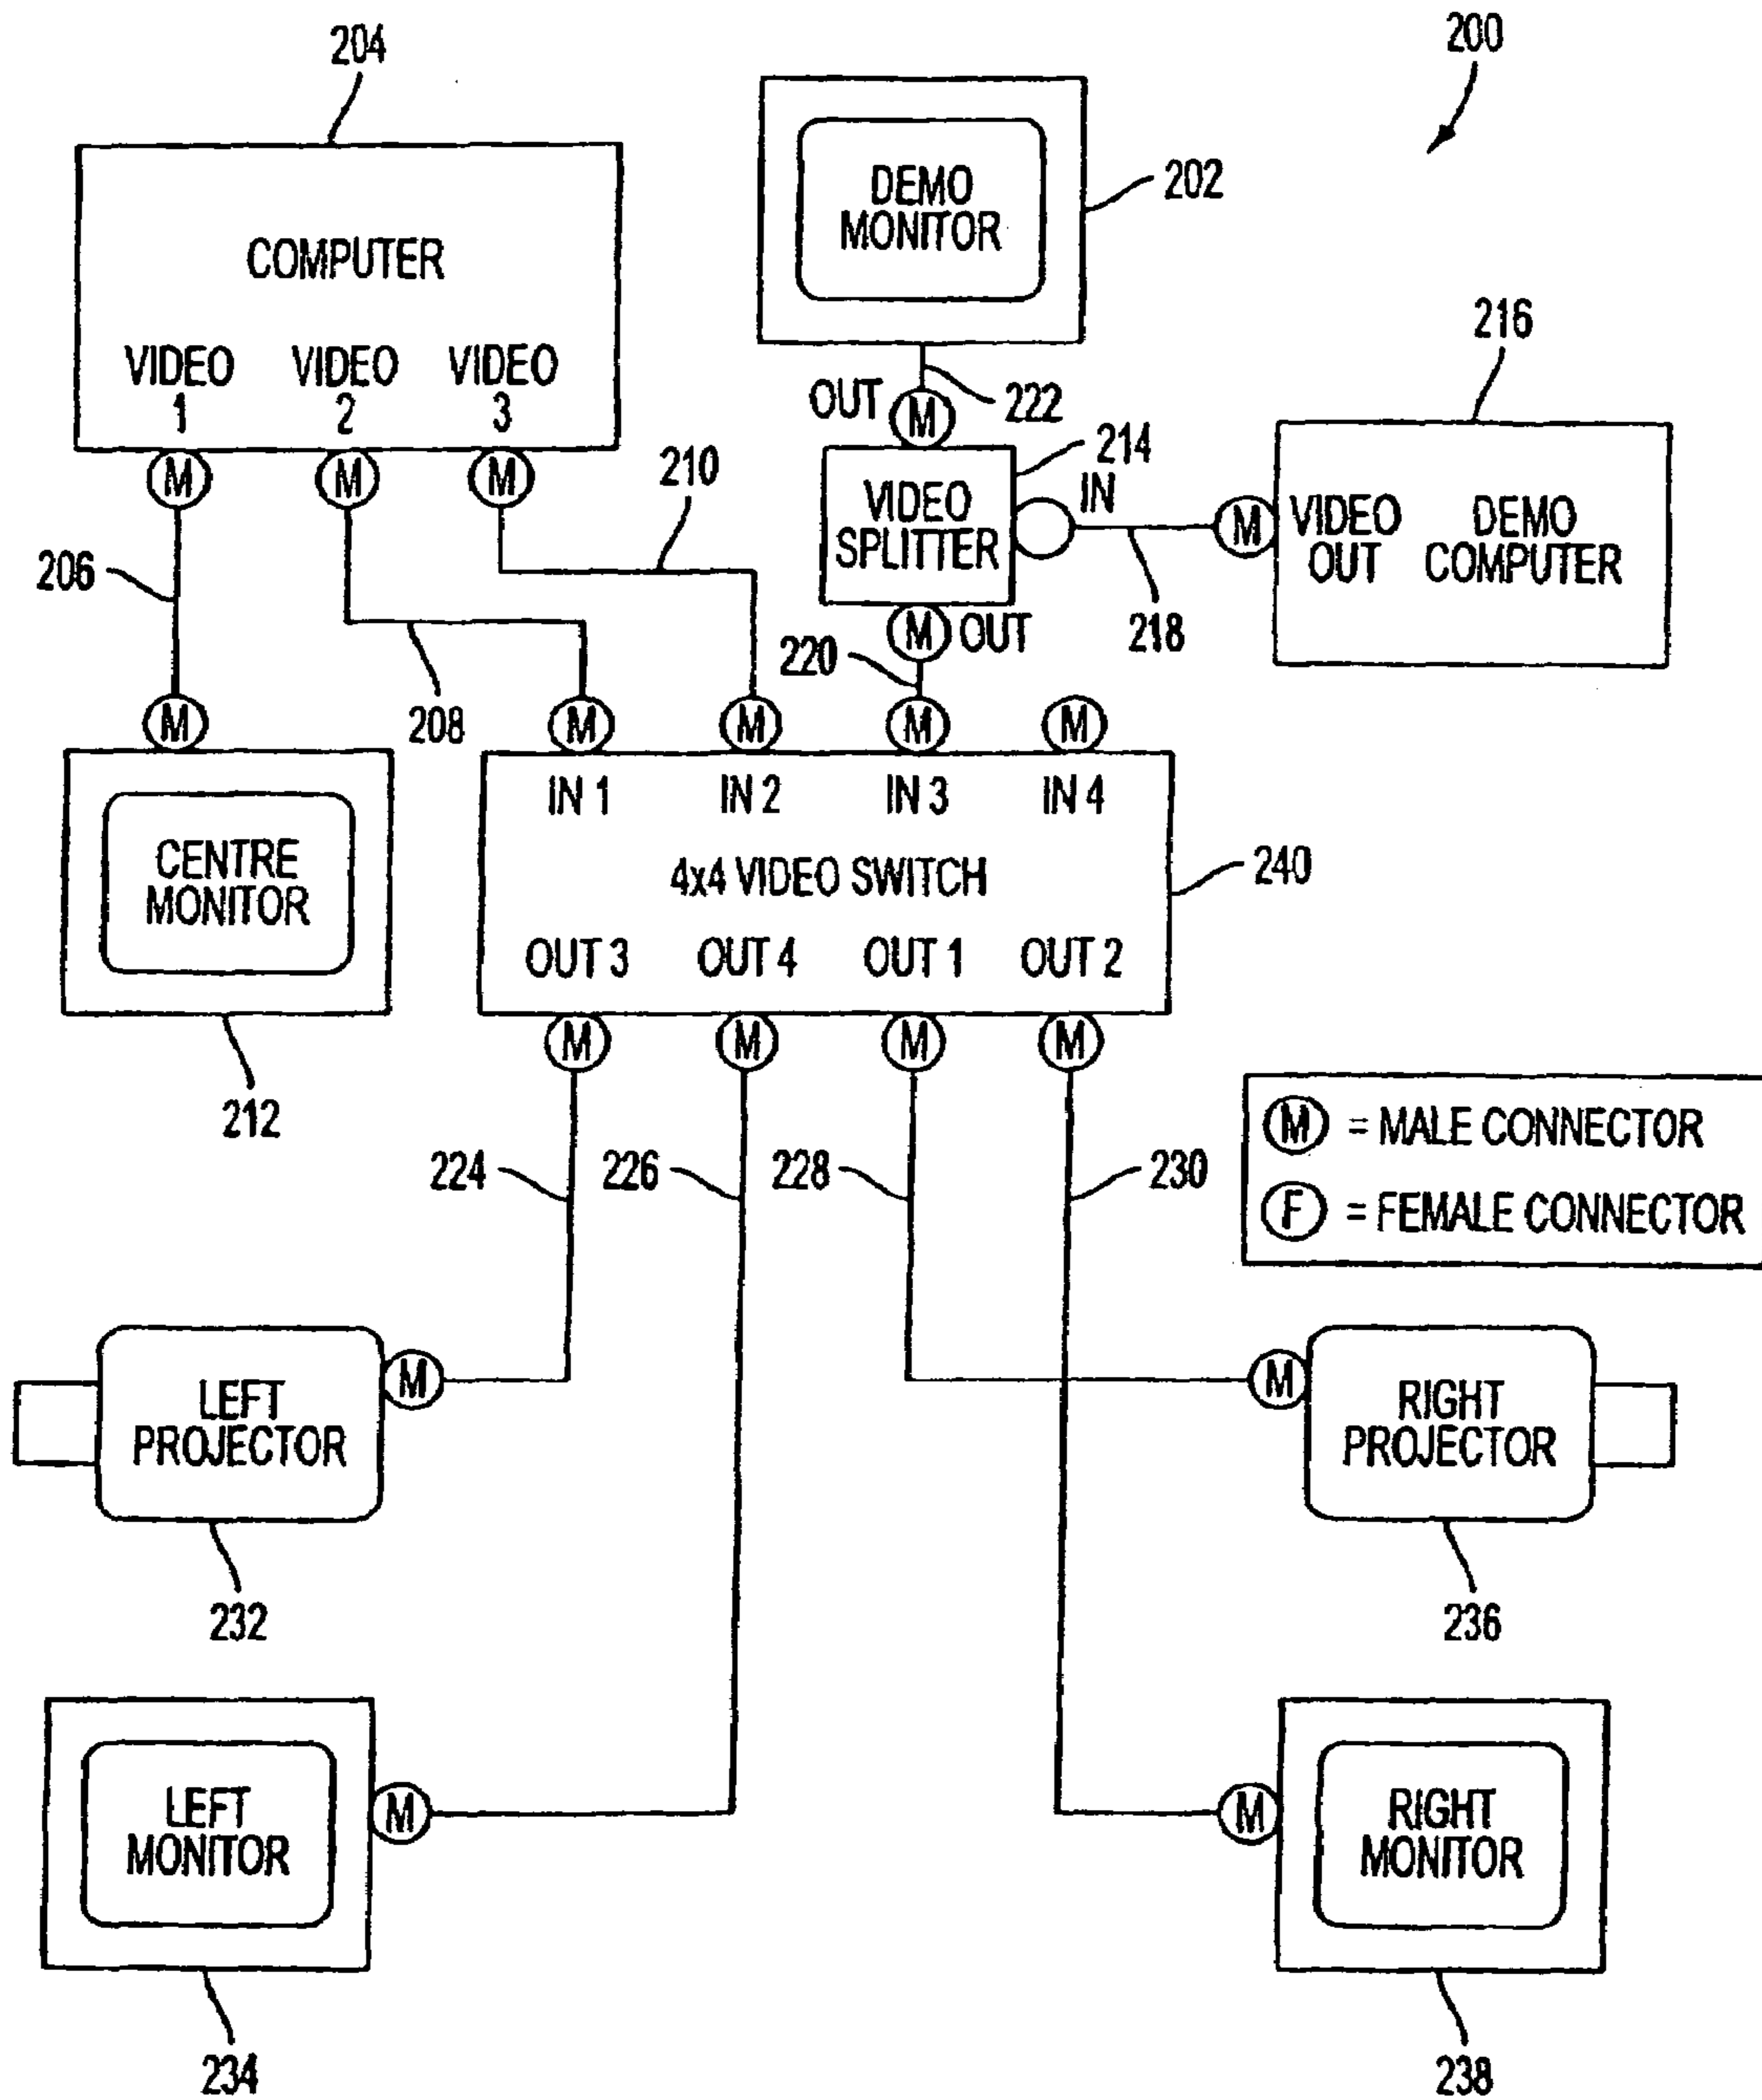 200
204
202
DEMO
MONITOR
COMPUTER
VIDEO
1
VIDEO
2
VIDEO
3
216
OUT
M
222
214
M
M
M
210
VIDEO
SPLITTER
IN
218
M
VIDEO
OUT
DEMO
COMPUTER
206
208
M
OUT
220
M
M
M
M
M
IN 1
IN 2
IN 3
IN 4
4x4 VIDEO SWITCH
240
OUT 3
OUT 4
OUT 1
OUT 2
CENTRE
MONITOR
212
M
M
M
M
M = MALE CONNECTOR
F = FEMALE CONNECTOR
224
226
228
230
LEFT
PROJECTOR
M
M
RIGHT
PROJECTOR
232
236
LEFT
MONITOR
M
M
RIGHT
MONITOR
234
238